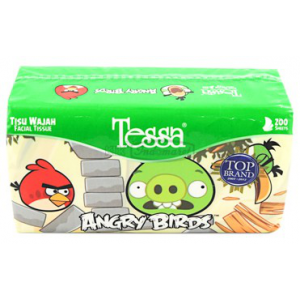 Tisu Wajah
Facial Tissue
Tessa
200
Sheets
TOP
BRAND
Angry Birds